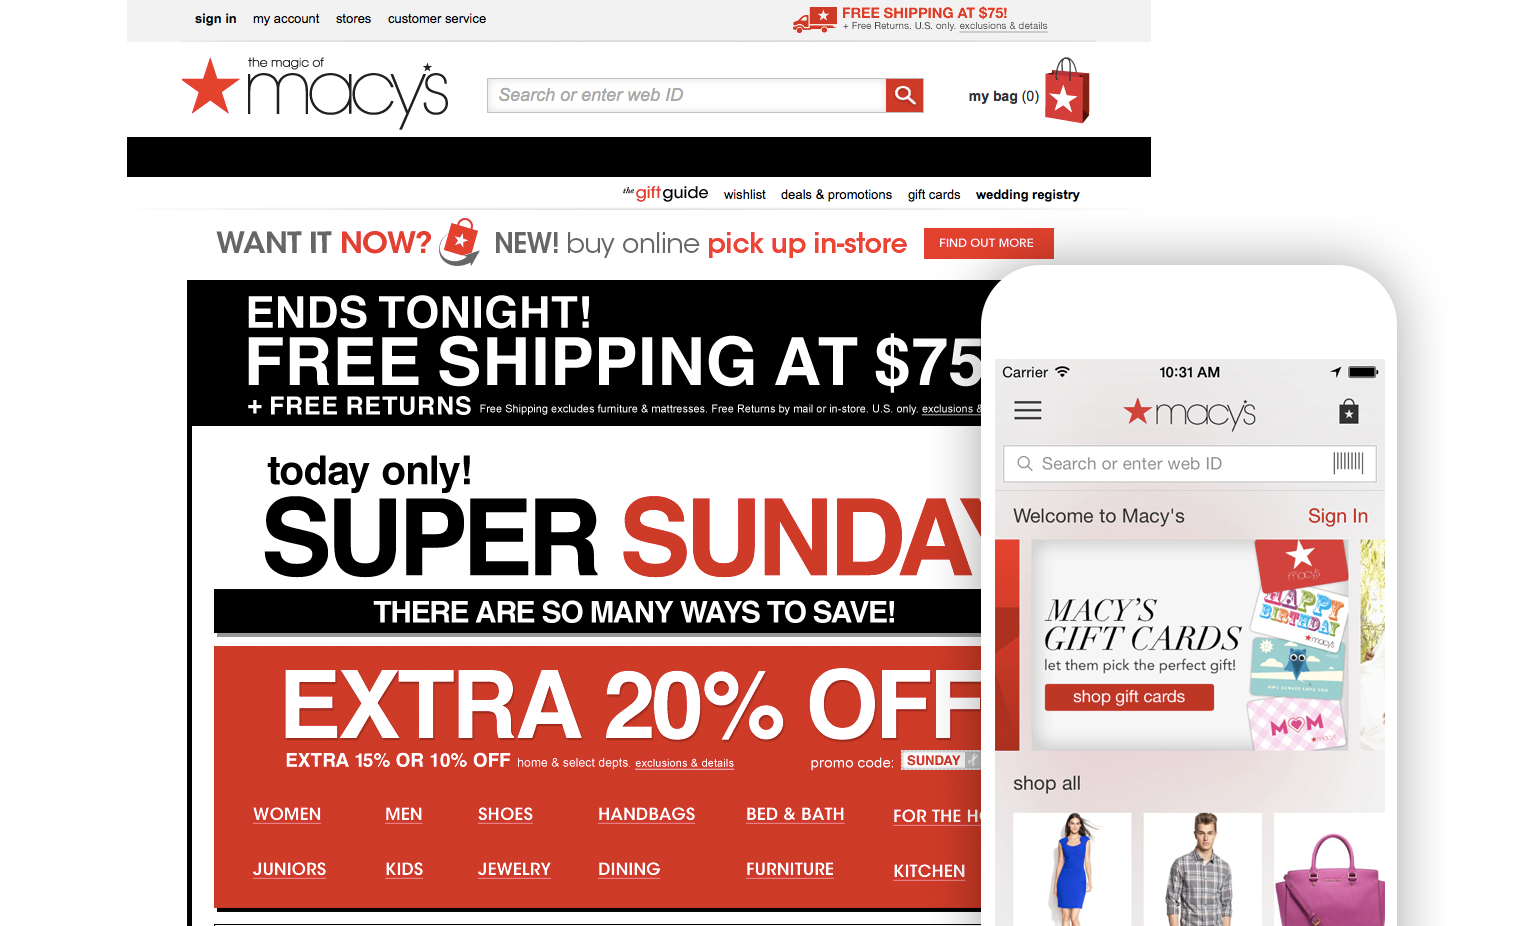 sign in my account stores customer service
FREE SHIPPING AT $75!
+ Free Returns. U.S. only. exclusions & details
the magic of
macy's
Search or enter web ID
my bag (0)
the gift guide wishlist deals & promotions gift cards wedding registry
WANT IT NOW? NEW! buy online pick up in-store FIND OUT MORE
ENDS TONIGHT!
FREE SHIPPING AT $75
+ FREE RETURNS Free Shipping excludes furniture & mattresses. Free Returns by mail or in-store. U.S. only. exclusions &
today only!
SUPER SUNDAY
THERE ARE SO MANY WAYS TO SAVE!
EXTRA 20% OFF
EXTRA 15% OR 10% OFF home & select depts. exclusions & details promo code: SUNDAY
WOMEN MEN SHOES HANDBAGS BED & BATH FOR THE H
JUNIORS KIDS JEWELRY DINING FURNITURE KITCHEN
Carrier 10:31 AM
macy's
Search or enter web ID
Welcome to Macy's Sign In
MACY'S
GIFT CARDS
let them pick the perfect gift!
shop gift cards
macy's
HAPPY
BIRTHDAY
macy's
OWL ALWAYS LOVE YOU
MOM
macy's
shop all